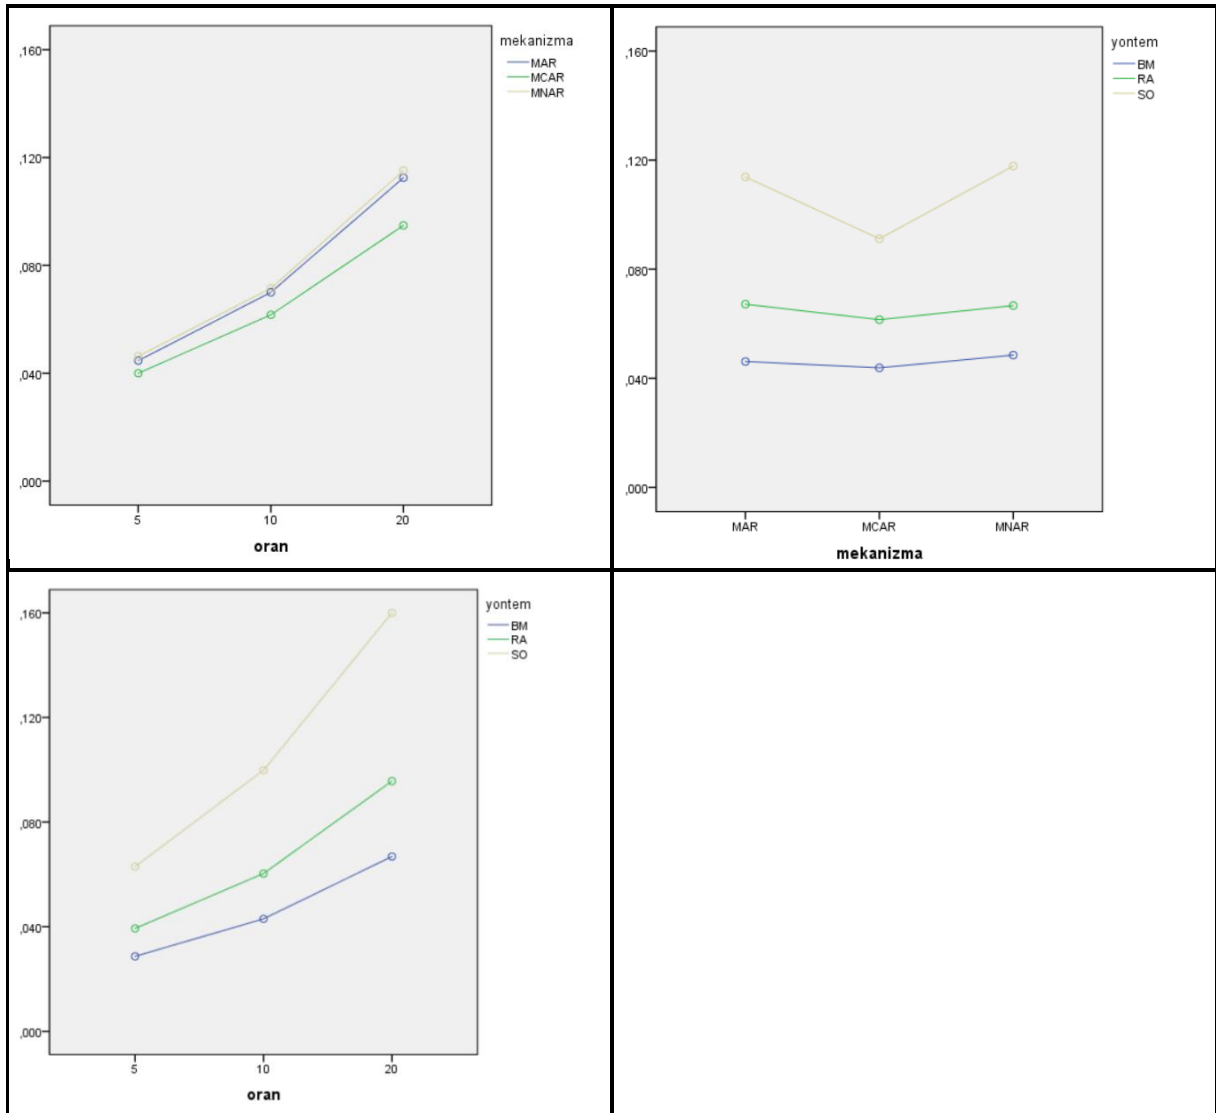 mekanizma
MAR
MCAR
MNAR
,160
,120
,080
,040
,000
5 10 20
oran
yontem
BM
RA
SO
,160
,120
,080
,040
,000
MAR MCAR MNAR
mekanizma
yontem
BM
RA
SO
,160
,120
,080
,040
,000
5 10 20
oran